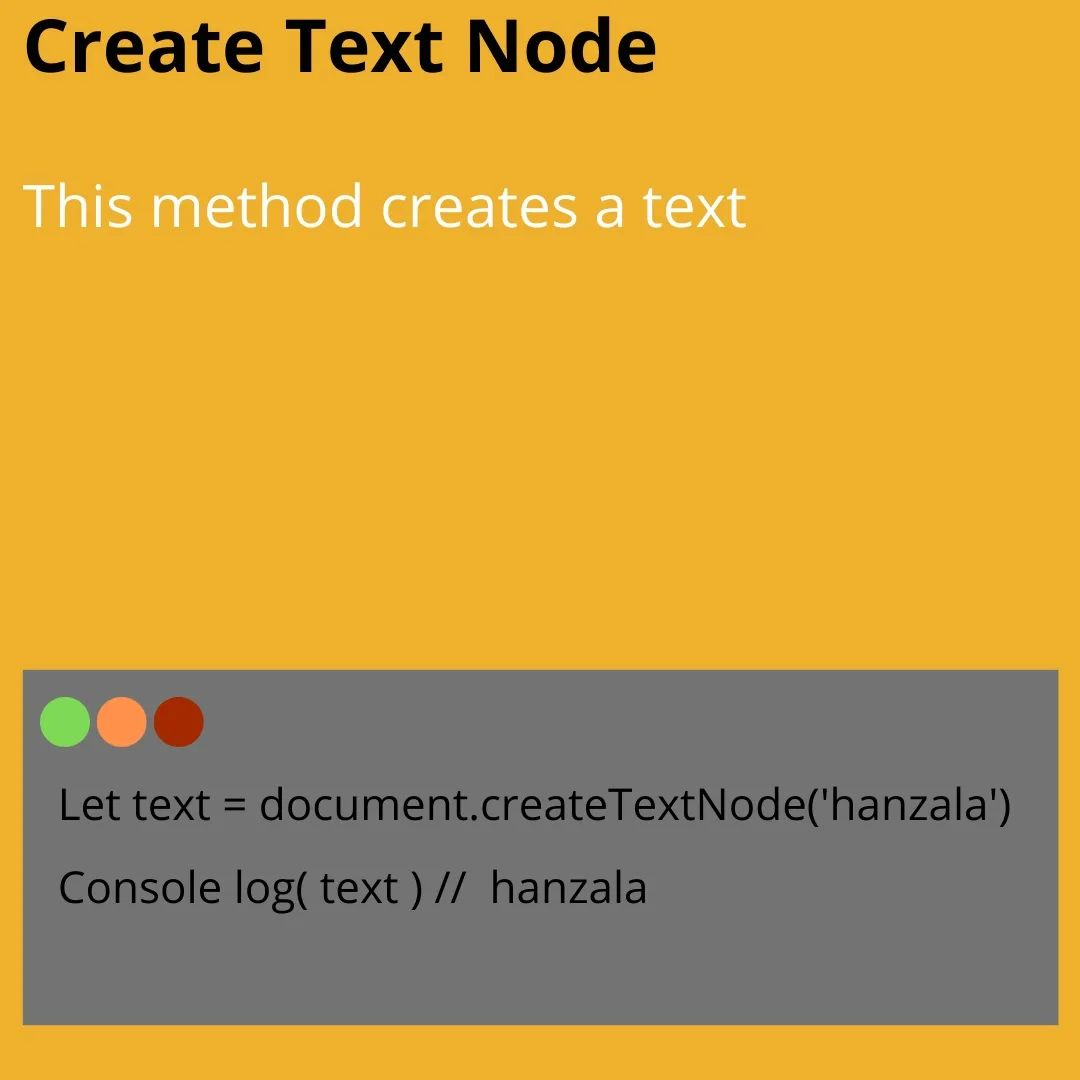 Create Text Node
This method creates a text
Let text = document.createTextNode('hanzala')
Console log( text ) //  hanzala